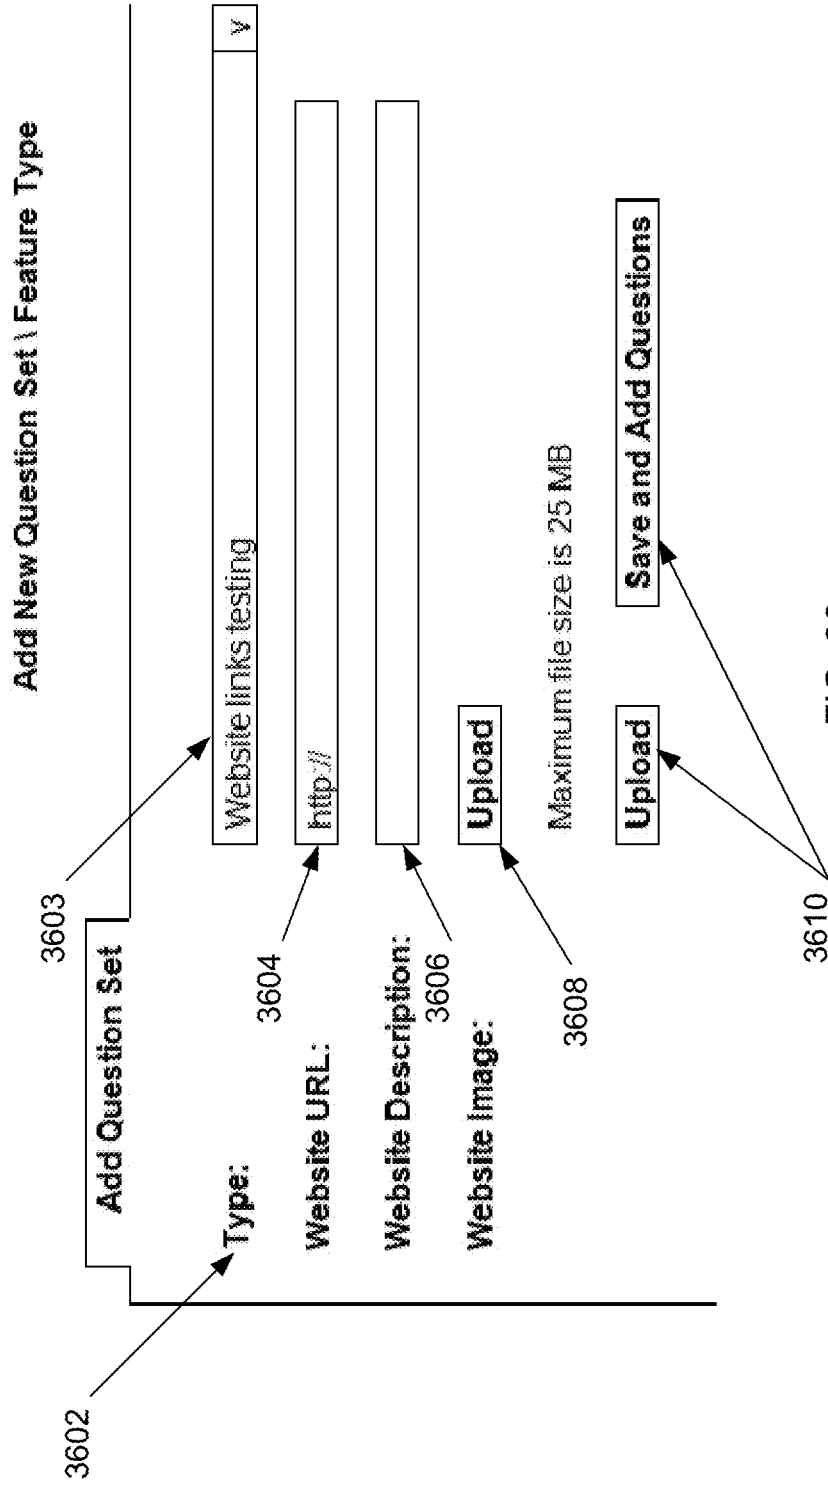 Add New Question Set \ Feature Type
Add Question Set
3602
3603
Type:
Website links testing
v
Website URL:
http://
3604
Website Description:
3606
Website Image:
Upload
3608
Maximum file size is 25 MB
Upload
Save and Add Questions
3610